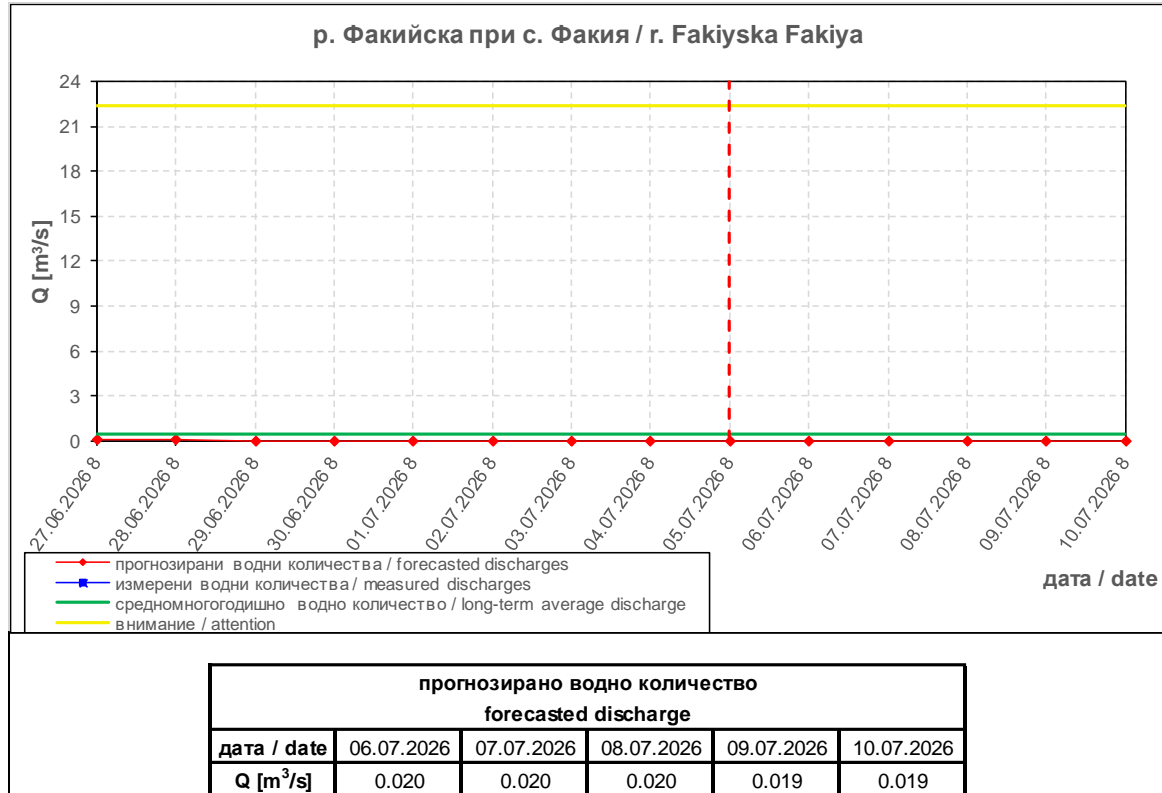 р. Факийска при с. Факия / r. Fakiyska Fakiya
24
21
18
15
12
9
6
3
0
Q [m³/s]
27.06.2026 8
28.06.2026 8
29.06.2026 8
30.06.2026 8
01.07.2026 8
02.07.2026 8
03.07.2026 8
04.07.2026 8
05.07.2026 8
06.07.2026 8
07.07.2026 8
08.07.2026 8
09.07.2026 8
10.07.2026 8
дата / date
прогнозирани водни количества / forecasted discharges
измерени водни количества / measured discharges
средномногогодишно водно количество / long-term average discharge
внимание / attention
прогнозирано водно количество
forecasted discharge
дата / date 06.07.2026 07.07.2026 08.07.2026 09.07.2026 10.07.2026
Q [m³/s] 0.020 0.020 0.020 0.019 0.019